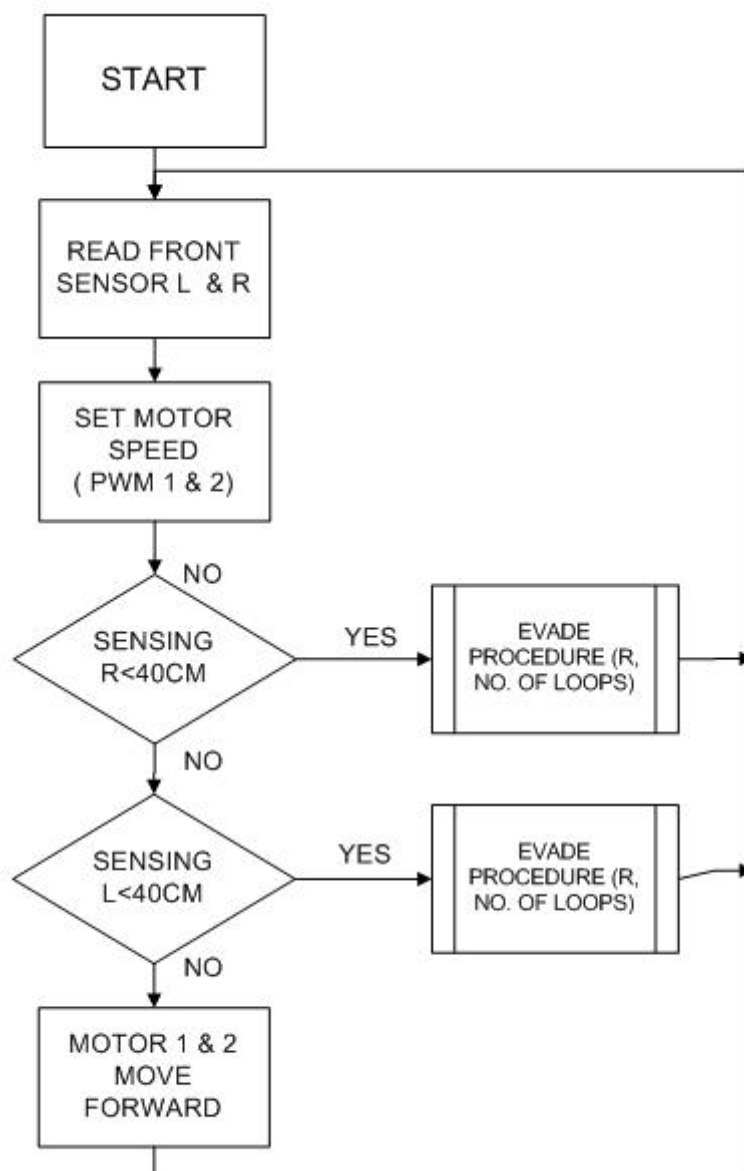 START
READ FRONT
SENSOR L & R
SET MOTOR
SPEED
( PWM 1 & 2)
NO
SENSING
R<40CM
YES
EVADE
PROCEDURE (R,
NO. OF LOOPS)
NO
SENSING
L<40CM
YES
EVADE
PROCEDURE (R,
NO. OF LOOPS)
NO
MOTOR 1 & 2
MOVE
FORWARD